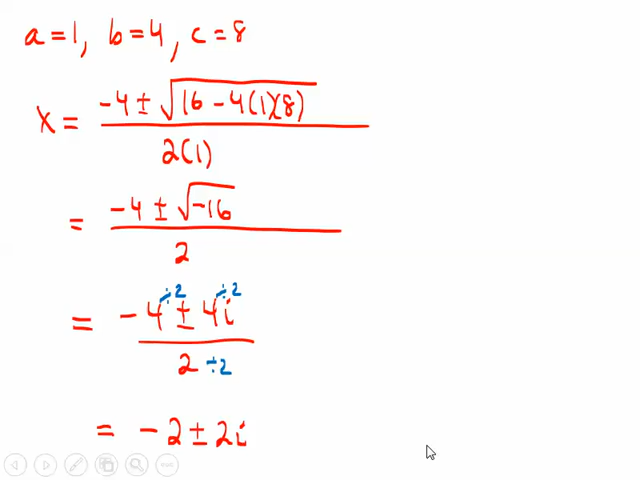 a = 1, b = 4, c = 8
x = (-4 ± √(16 - 4(1)(8))) / 2(1)
= (-4 ± √-16) / 2
= (-4 ÷2 ± 4i ÷2) / 2 ÷2
= -2 ± 2i